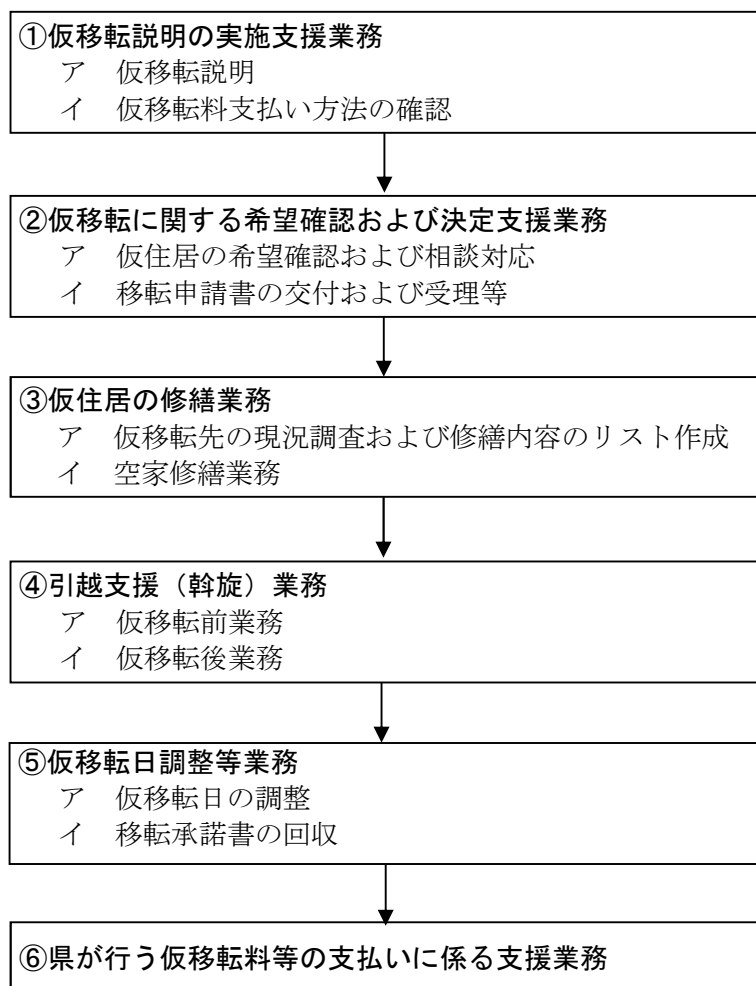 ①仮移転説明の実施支援業務
ア　仮移転説明
イ　仮移転料支払い方法の確認
②仮移転に関する希望確認および決定支援業務
ア　仮住居の希望確認および相談対応
イ　移転申請書の交付および受理等
③仮住居の修繕業務
ア　仮移転先の現況調査および修繕内容のリスト作成
イ　空家修繕業務
④引越支援（斡旋）業務
ア　仮移転前業務
イ　仮移転後業務
⑤仮移転日調整等業務
ア　仮移転日の調整
イ　移転承諾書の回収
⑥県が行う仮移転料等の支払いに係る支援業務